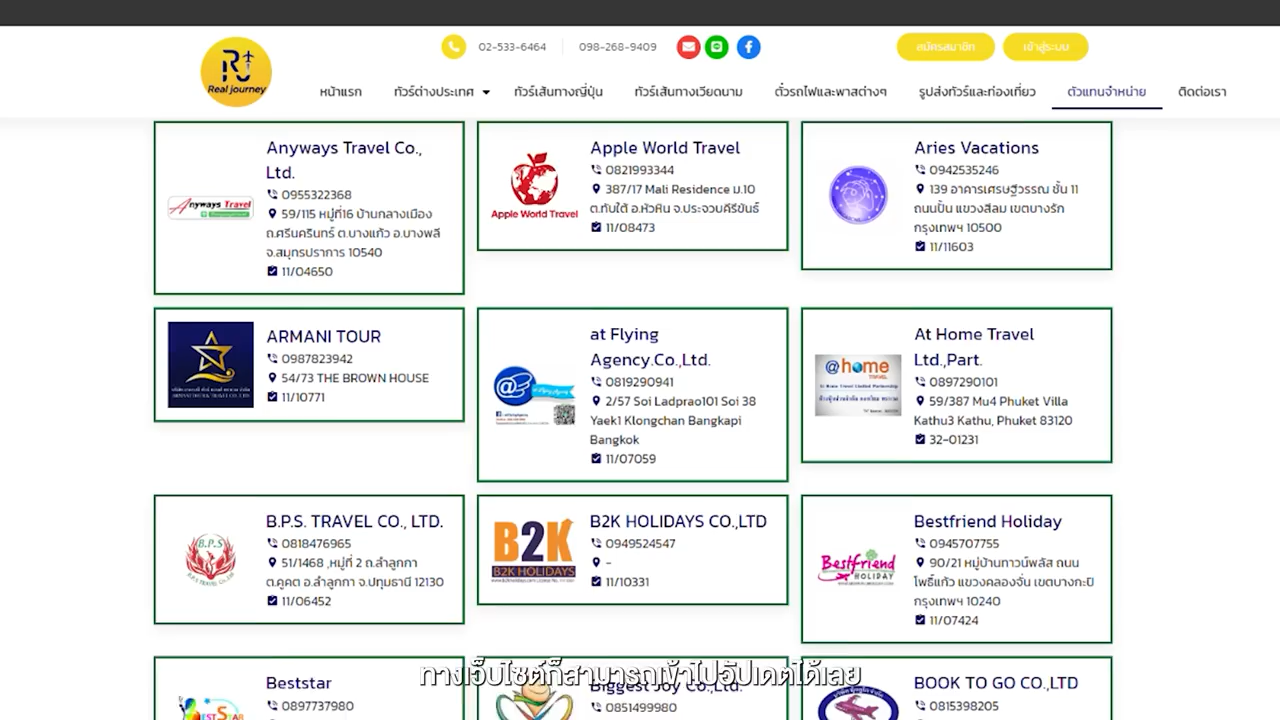 Real journey
02-533-6464
098-268-9409
สมัครสมาชิก
เข้าสู่ระบบ
หน้าแรก
ทัวร์ต่างประเทศ
ทัวร์เส้นทางญี่ปุ่น
ทัวร์เส้นทางเวียดนาม
ตั๋วรถไฟและพาสต่างๆ
รูปส่งทัวร์และท่องเที่ยว
ตัวแทนจำหน่าย
ติดต่อเรา
Anyways Travel
Anyways Travel Co.,
Ltd.
0955322368
59/115 หมู่ที่16 บ้านกลางเมือง
ถ.ศรีนครินทร์ ต.บางแก้ว อ.บางพลี
จ.สมุทรปราการ 10540
11/04650
Apple World Travel
Apple World Travel
0821993344
387/17 Mali Residence ม.10
ต.ทับใต้ อ.หัวหิน จ.ประจวบคีรีขันธ์
11/08473
Aries Vacations
0942535246
139 อาคารเศรษฐีวรรณ ชั้น 11
ถนนปั้น แขวงสีลม เขตบางรัก
กรุงเทพฯ 10500
11/11603
ARMANI TOUR
0987823942
54/73 THE BROWN HOUSE
11/10771
at Flying
Agency.Co.,Ltd.
0819290941
2/57 Soi Ladprao101 Soi 38
Yaek1 Klongchan Bangkapi
Bangkok
11/07059
@home
TRAVEL
At Home Travel
Ltd.,Part.
0897290101
59/387 Mu4 Phuket Villa
Kathu3 Kathu, Phuket 83120
32-01231
B.P.S
B.P.S. TRAVEL CO., LTD.
0818476965
51/1468 ,หมู่ที่ 2 ถ.ลำลูกกา
ต.คูคต อ.ลำลูกกา จ.ปทุมธานี 12130
11/06452
B2K
B2K HOLIDAYS
B2K HOLIDAYS CO.,LTD
0949524547
-
11/10331
Bestfriend
HOLIDAY
Bestfriend Holiday
0945707755
90/21 หมู่บ้านทาวน์พลัส ถนน
โพธิ์แก้ว แขวงคลองจั่น เขตบางกะปิ
กรุงเทพฯ 10240
11/07424
BEST STAR
Beststar
0897737980
Biggest Joy Co.,Ltd.
0851499980
BOOK TO GO CO.,LTD
0815398205
ทางเว็บไซต์ก็สามารถเข้าไปอัปเดตได้เลย